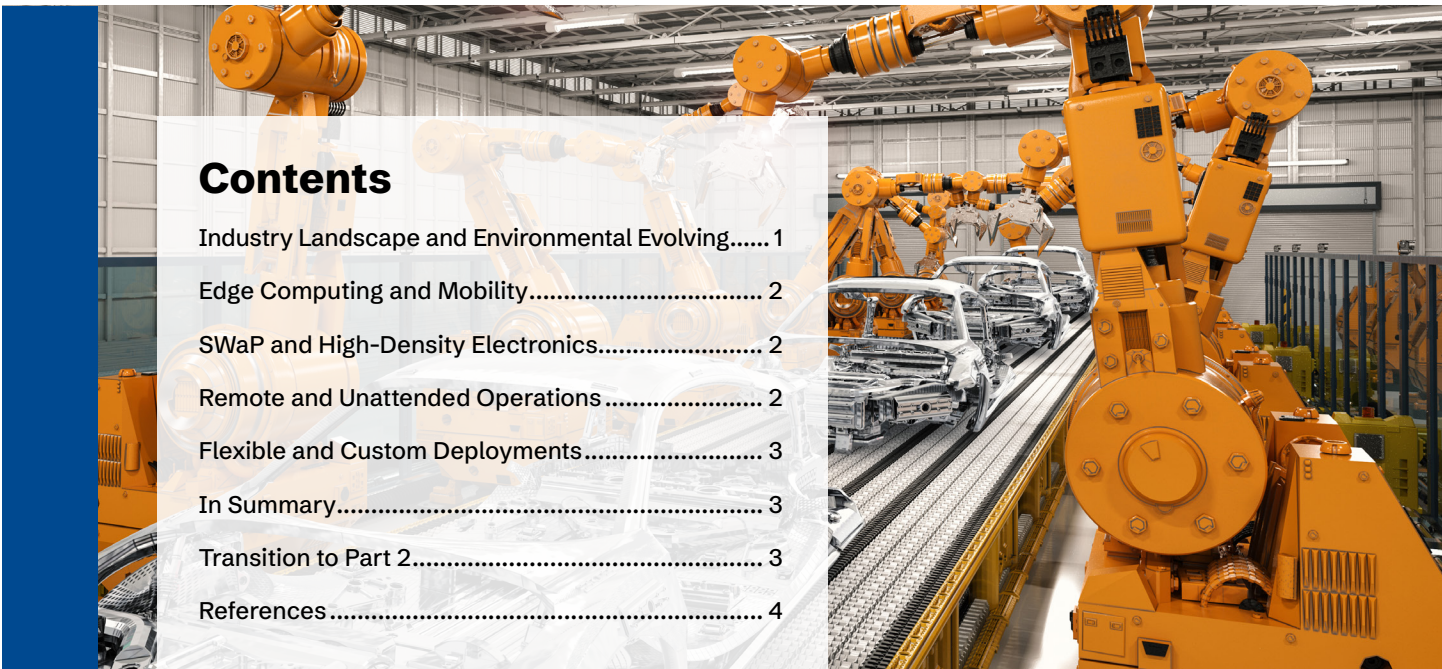 Contents
Industry Landscape and Environmental Evolving......1
Edge Computing and Mobility.................................. 2
SWaP and High-Density Electronics........................ 2
Remote and Unattended Operations....................... 2
Flexible and Custom Deployments.......................... 3
In Summary............................................................... 3
Transition to Part 2.................................................... 3
References................................................................ 4